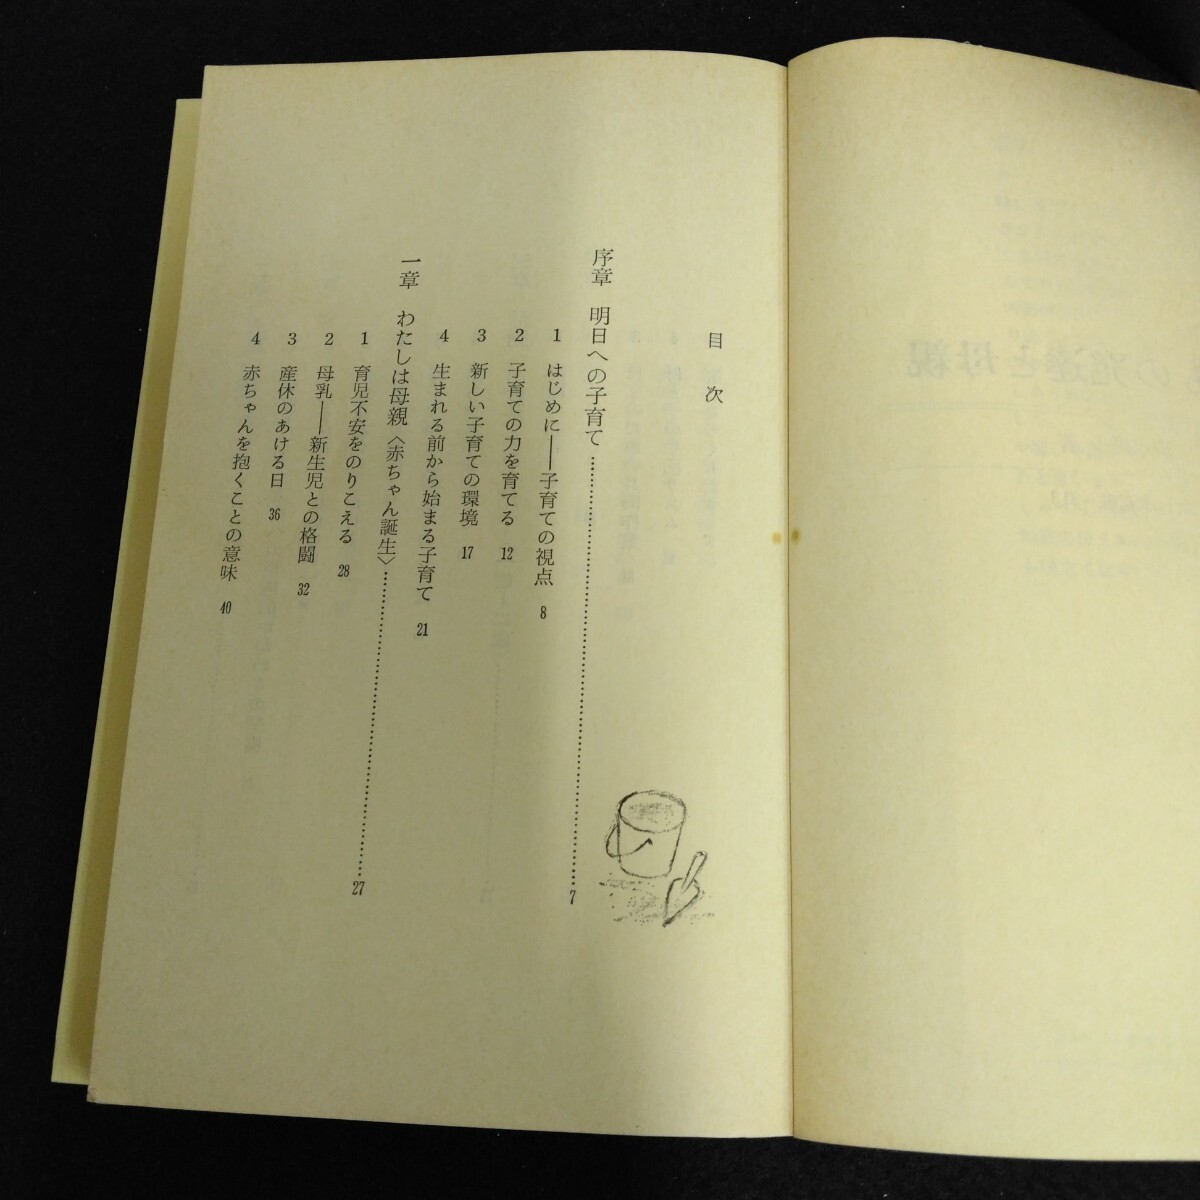 目次
序章　明日への子育て……………………7
1　はじめに――子育ての視点　8
2　子育ての力を育てる　12
3　新しい子育ての環境　17
4　生まれる前から始まる子育て　21
一章　わたしは母親〈赤ちゃん誕生〉……………………27
1　育児不安をのりこえる　28
2　母乳――新生児との格闘　32
3　産休のあける日　36
4　赤ちゃんを抱くことの意味　40